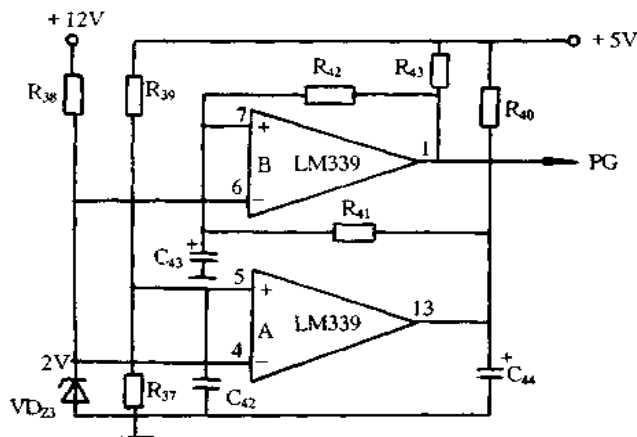 + 12V
+ 5V
R38
R39
R42
R43
R40
7
+
B
LM339
1
PG
6
−
R41
+
C43
5
+
A
LM339
13
4
−
2V
VD23
R37
C42
+
C44